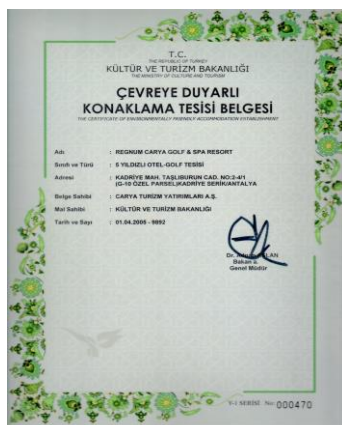 T.C.
THE REPUBLIC OF TURKEY
KÜLTÜR VE TURİZM BAKANLIĞI
THE MINISTRY OF CULTURE AND TOURISM
ÇEVREYE DUYARLI
KONAKLAMA TESİSİ BELGESİ
THE CERTIFICATE OF ENVIRONMENTALLY FRIENDLY ACCOMMODATION ESTABLISHMENT
Adı : REGNUM CARYA GOLF & SPA RESORT
Sınıfı ve Türü : 5 YILDIZLI OTEL-GOLF TESİSİ
Adresi : KADRİYE MAH. TAŞLIBURUN CAD. NO:2-4/1
(G-10 ÖZEL PARSEL)KADRİYE SERİK/ANTALYA
Belge Sahibi : CARYA TURİZM YATIRIMLARI A.Ş.
Mal Sahibi : KÜLTÜR VE TURİZM BAKANLIĞI
Tarih ve Sayı : 01.04.2005 - 9892
Dr.
Bakan a.
Genel Müdür
SERİSİ No 000470